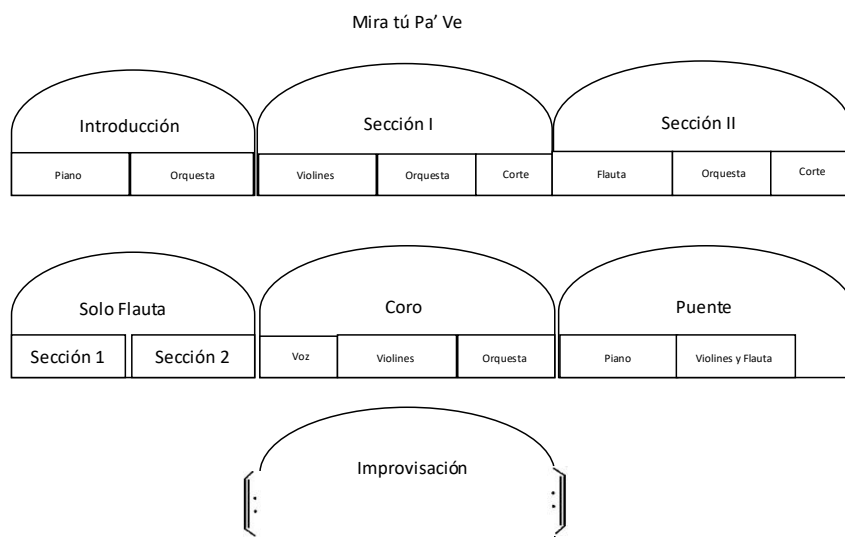 Mira tú Pa’ Ve
Introducción
Piano
Orquesta
Sección I
Violines
Orquesta
Corte
Sección II
Flauta
Orquesta
Corte
Solo Flauta
Sección 1
Sección 2
Coro
Voz
Violines
Orquesta
Puente
Piano
Violines y Flauta
Improvisación